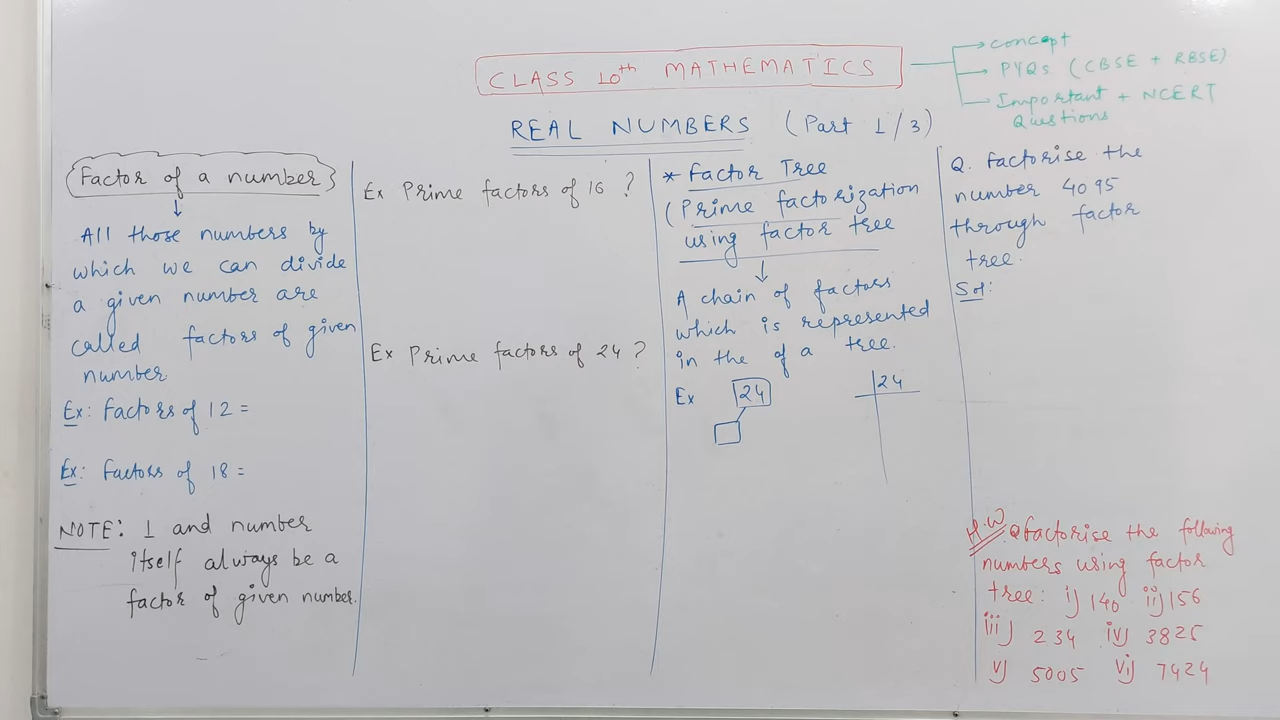 CLASS 10th MATHEMATICS
concept
PYQs (CBSE + RBSE)
Important + NCERT
Questions
REAL NUMBERS (Part 1/3)
Factor of a number
All those numbers by
which we can divide
a given number are
called factors of given
number
Ex: Factors of 12 =
Ex: Factors of 18 =
NOTE: 1 and number
itself always be a
factor of given number.
Ex Prime factors of 16 ?
Ex Prime factors of 24 ?
* Factor Tree
(Prime factorization
using factor tree
A chain of factors
which is represented
in the of a tree.
Ex 24
24
Q. Factorise the
number 4095
through factor
tree.
Sol:
H.W Q factorise the following
numbers using factor
tree: i) 140 ii) 156
iii) 234 iv) 3825
v) 5005 vi) 7424